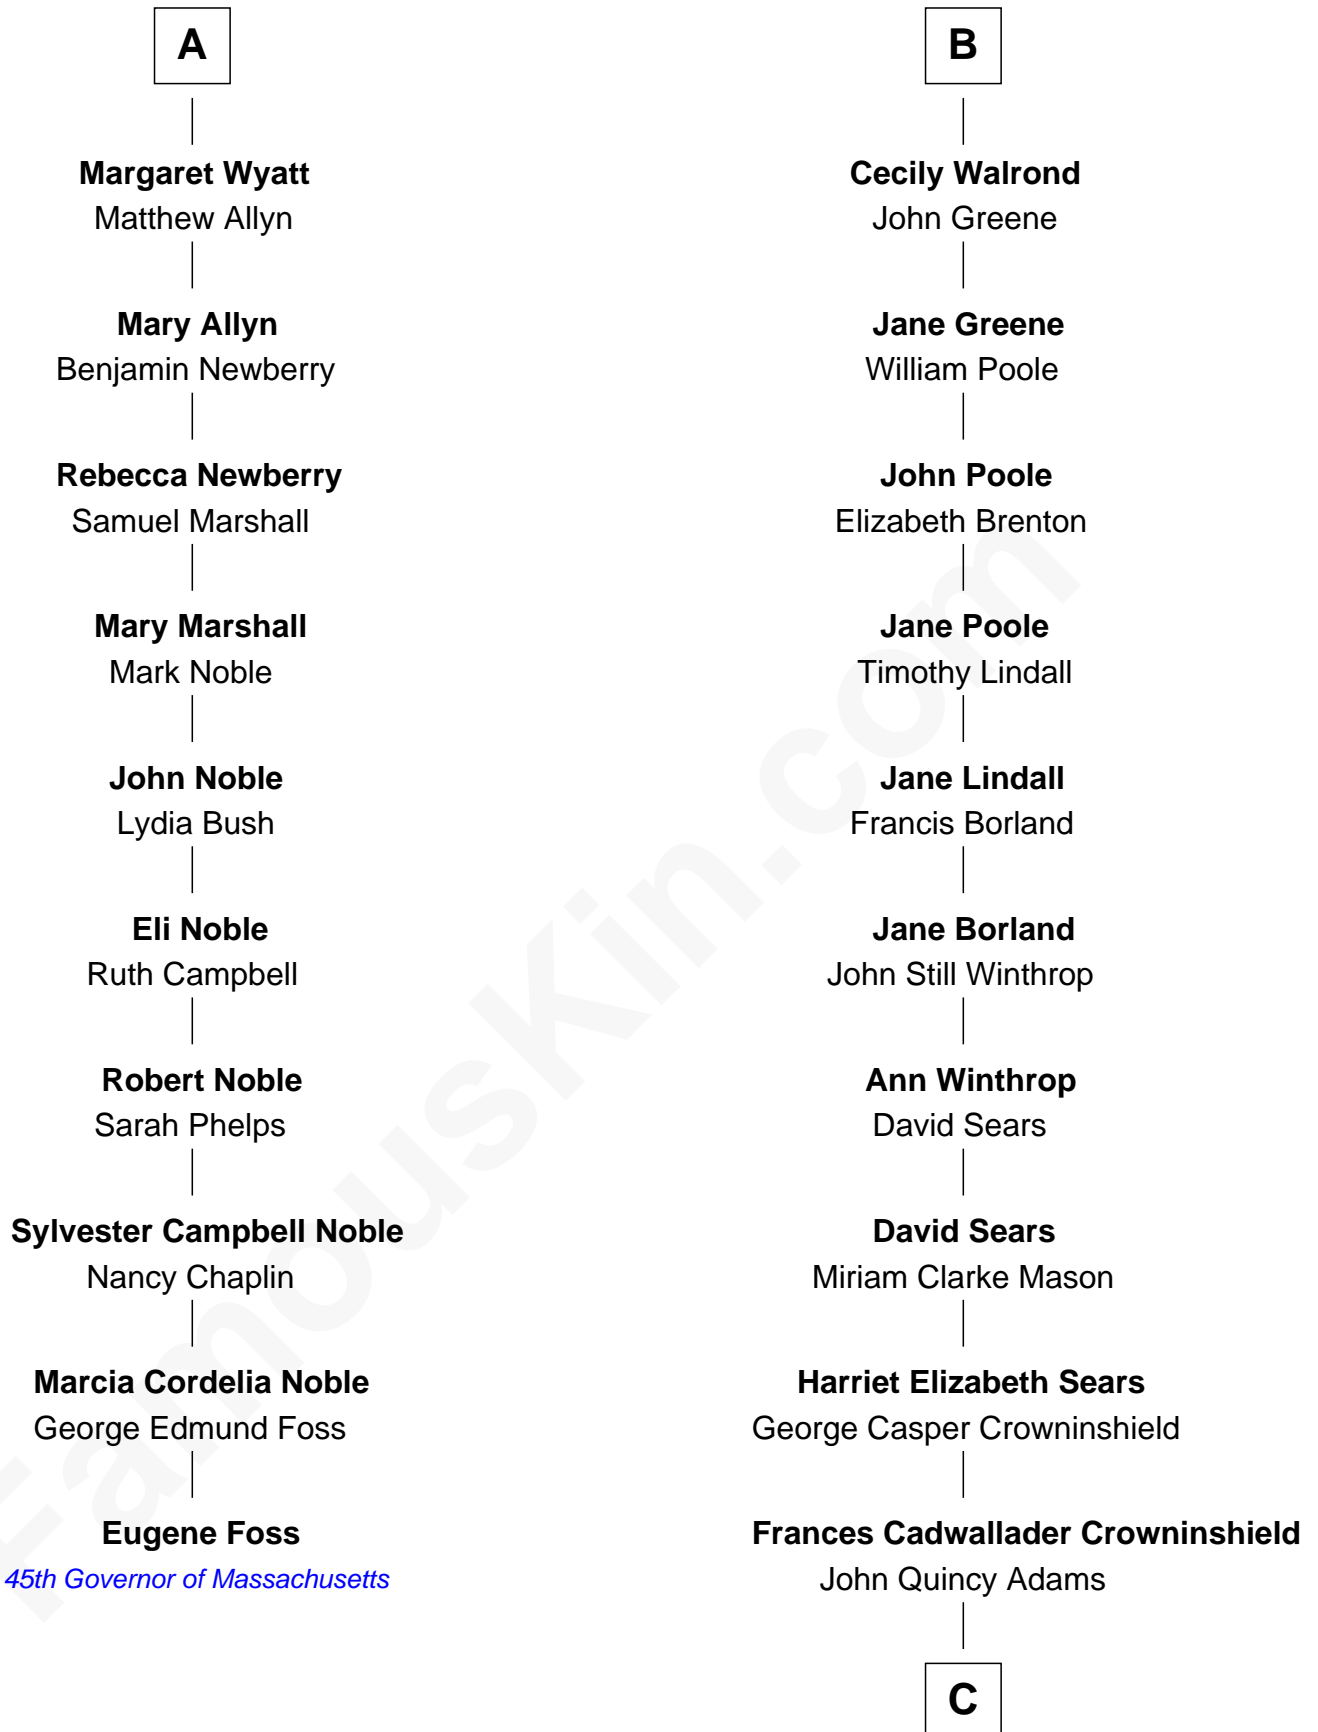 A
Margaret Wyatt
Matthew Allyn
Mary Allyn
Benjamin Newberry
Rebecca Newberry
Samuel Marshall
Mary Marshall
Mark Noble
John Noble
Lydia Bush
Eli Noble
Ruth Campbell
Robert Noble
Sarah Phelps
Sylvester Campbell Noble
Nancy Chaplin
Marcia Cordelia Noble
George Edmund Foss
Eugene Foss
45th Governor of Massachusetts
B
Cecily Walrond
John Greene
Jane Greene
William Poole
John Poole
Elizabeth Brenton
Jane Poole
Timothy Lindall
Jane Lindall
Francis Borland
Jane Borland
John Still Winthrop
Ann Winthrop
David Sears
David Sears
Miriam Clarke Mason
Harriet Elizabeth Sears
George Casper Crowninshield
Frances Cadwallader Crowninshield
John Quincy Adams
C
FamousKin.com